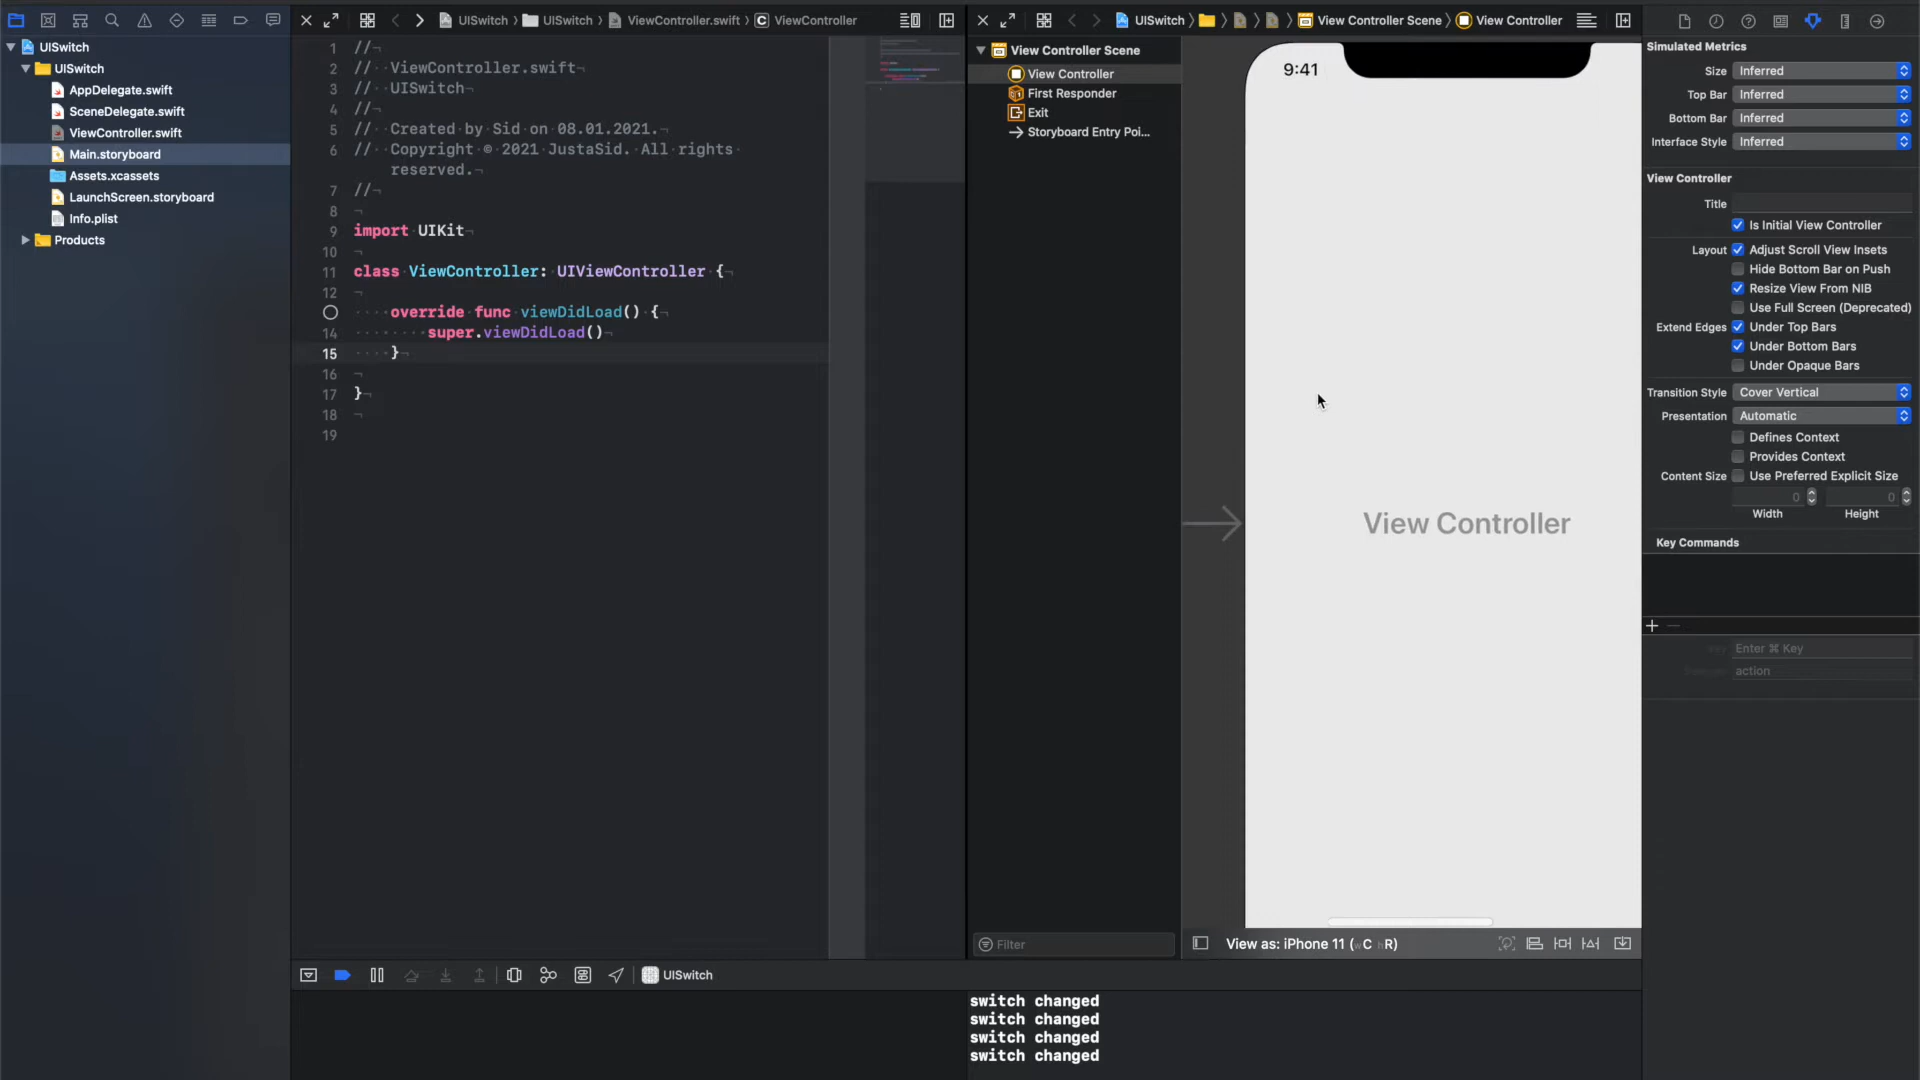 UISwitch
UISwitch
AppDelegate.swift
SceneDelegate.swift
ViewController.swift
Main.storyboard
Assets.xcassets
LaunchScreen.storyboard
Info.plist
Products
UISwitch
UISwitch
ViewController.swift
C ViewController
1 //
2 // ViewController.swift
3 // UISwitch
4 //
5 // Created by Sid on 08.01.2021.
6 // Copyright © 2021 JustaSid. All rights
reserved.
7 //
8
9 import UIKit
10
11 class ViewController: UIViewController {
12
override func viewDidLoad() {
14 super.viewDidLoad()
15 }
16
17 }
18
19
UISwitch
View Controller Scene
View Controller
View Controller Scene
View Controller
First Responder
Exit
Storyboard Entry Poi...
Filter
9:41
View Controller
View as: iPhone 11 (wC hR)
Simulated Metrics
Size Inferred
Top Bar Inferred
Bottom Bar Inferred
Interface Style Inferred
View Controller
Title
Is Initial View Controller
Layout Adjust Scroll View Insets
Hide Bottom Bar on Push
Resize View From NIB
Use Full Screen (Deprecated)
Extend Edges Under Top Bars
Under Bottom Bars
Under Opaque Bars
Transition Style Cover Vertical
Presentation Automatic
Defines Context
Provides Context
Content Size Use Preferred Explicit Size
0 0
Width Height
Key Commands
Enter ⌘ Key
action
UISwitch
switch changed
switch changed
switch changed
switch changed